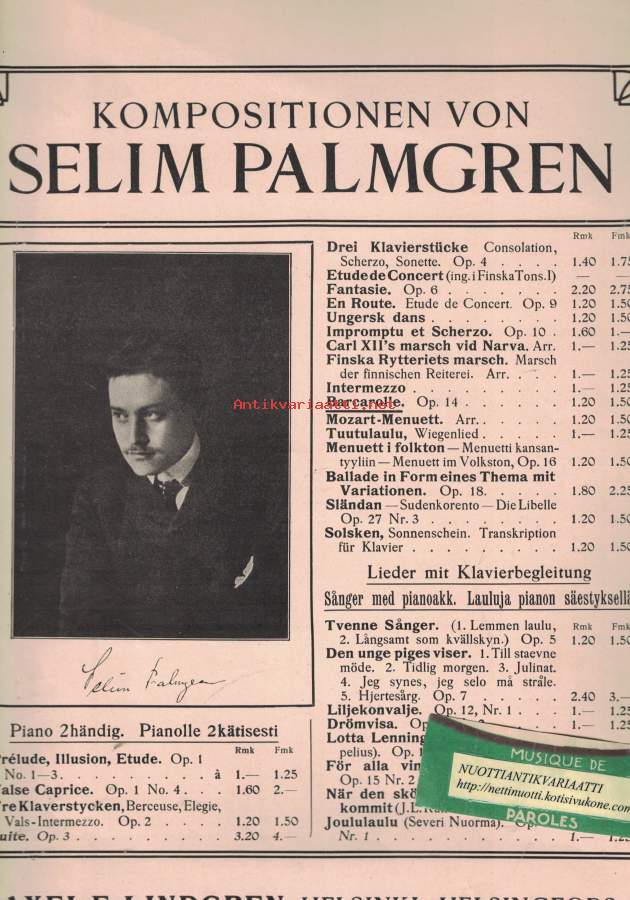 KOMPOSITIONEN VON
SELIM PALMGREN
Rmk Fmk
Drei Klavierstücke Consolation,
Scherzo, Sonette. Op. 4 . . . . 1.40 1.75
Etude de Concert (ing. i Finska Tons. I) — —
Fantasie. Op. 6 . . . . . . . . 2.20 2.75
En Route. Etude de Concert. Op. 9 1.20 1.50
Ungersk dans . . . . . . . . 1.20 1.50
Impromptu et Scherzo. Op. 10 . 1.60
Carl XII's marsch vid Narva. Arr. 1.— 1.25
Finska Rytteriets marsch. Marsch
der finnischen Reiterei. Arr. . . . 1.— 1.25
Intermezzo . . . . . . . . . 1.— 1.25
Barcarolle. Op. 14 . . . . . . 1.20 1.50
Antikvariaatti.net
Mozart-Menuett. Arr. . . . . . 1.20 1.50
Tuutulaulu, Wiegenlied . . . . . 1.— 1.25
Menuett i folkton — Menuetti kansan-
tyyliin — Menuett im Volkston, Op. 16 1.20 1.50
Ballade in Form eines Thema mit
Variationen. Op. 18. . . . . 1.80 2.25
Sländan — Sudenkorento — Die Libelle
Op. 27 Nr. 3 . . . . . . . . 1.20 1.50
Solsken, Sonnenschein. Transkription
für Klavier . . . . . . . . . 1.20 1.50
Lieder mit Klavierbegleitung
Sånger med pianoakk. Lauluja pianon säestyksellä
Tvenne Sånger. (1. Lemmen laulu, Rmk Fmk
2. Långsamt som kvällskyn.) Op. 5 1.20 1.50
Den unge piges viser. 1. Till staevne
möde. 2. Tidlig morgen. 3. Julinat.
4. Jeg synes, jeg selo må stråle.
5. Hjertesårg. Op. 7 . . . . . 2.40 3.—
Liljekonvalje. Op. 12, Nr. 1 . . . 1.— 1.25
Drömvisa. 1.— 1.25
Lotta Lenning
pelius). Op.
För alla
Op. 15 Nr. 2
När den
kommit
Joululaulu (Severi Nuorma).
Nr. 1 . . . . 1.—
Selim Palmgren
Piano 2händig. Pianolle 2kätisesti
Rmk Fmk
Prélude, Illusion, Etude. Op. 1
No. 1—3. . . . . . . . . à 1.— 1.25
Valse Caprice. Op. 1 No. 4. . . 1.60 2.—
Tre Klaverstycken, Berceuse, Elegie,
Vals-Intermezzo. Op. 2 . . . . 1.20 1.50
Suite. Op. 3 . . . . . . . . 3.20 4.—
MUSIQUE DE
NUOTTIANTIKVARIAATTI
http://nettinuotti.kotisivukone.com
PAROLES
AXEL E. LINDGREN, HELSINKI, HELSINGFORS